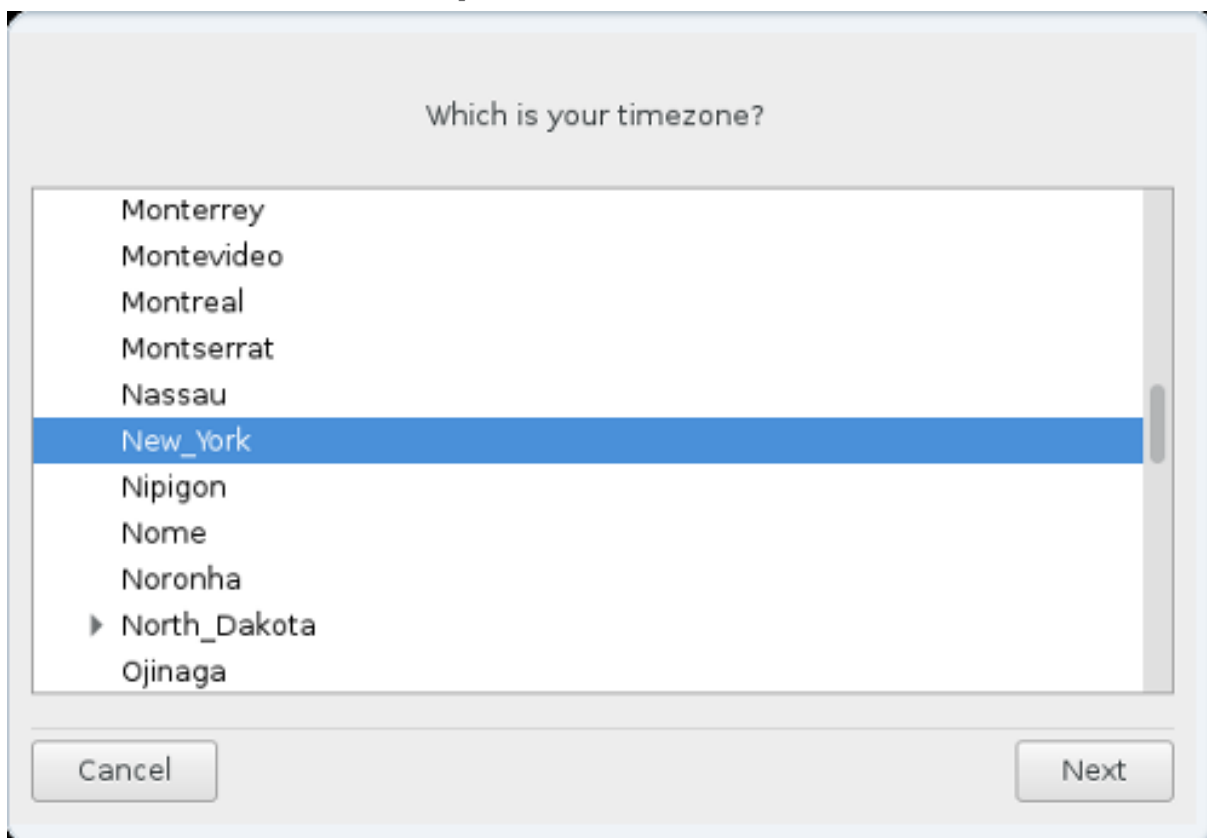 Which is your timezone?
Monterrey
Montevideo
Montreal
Montserrat
Nassau
New_York
Nipigon
Nome
Noronha
North_Dakota
Ojinaga
Cancel
Next